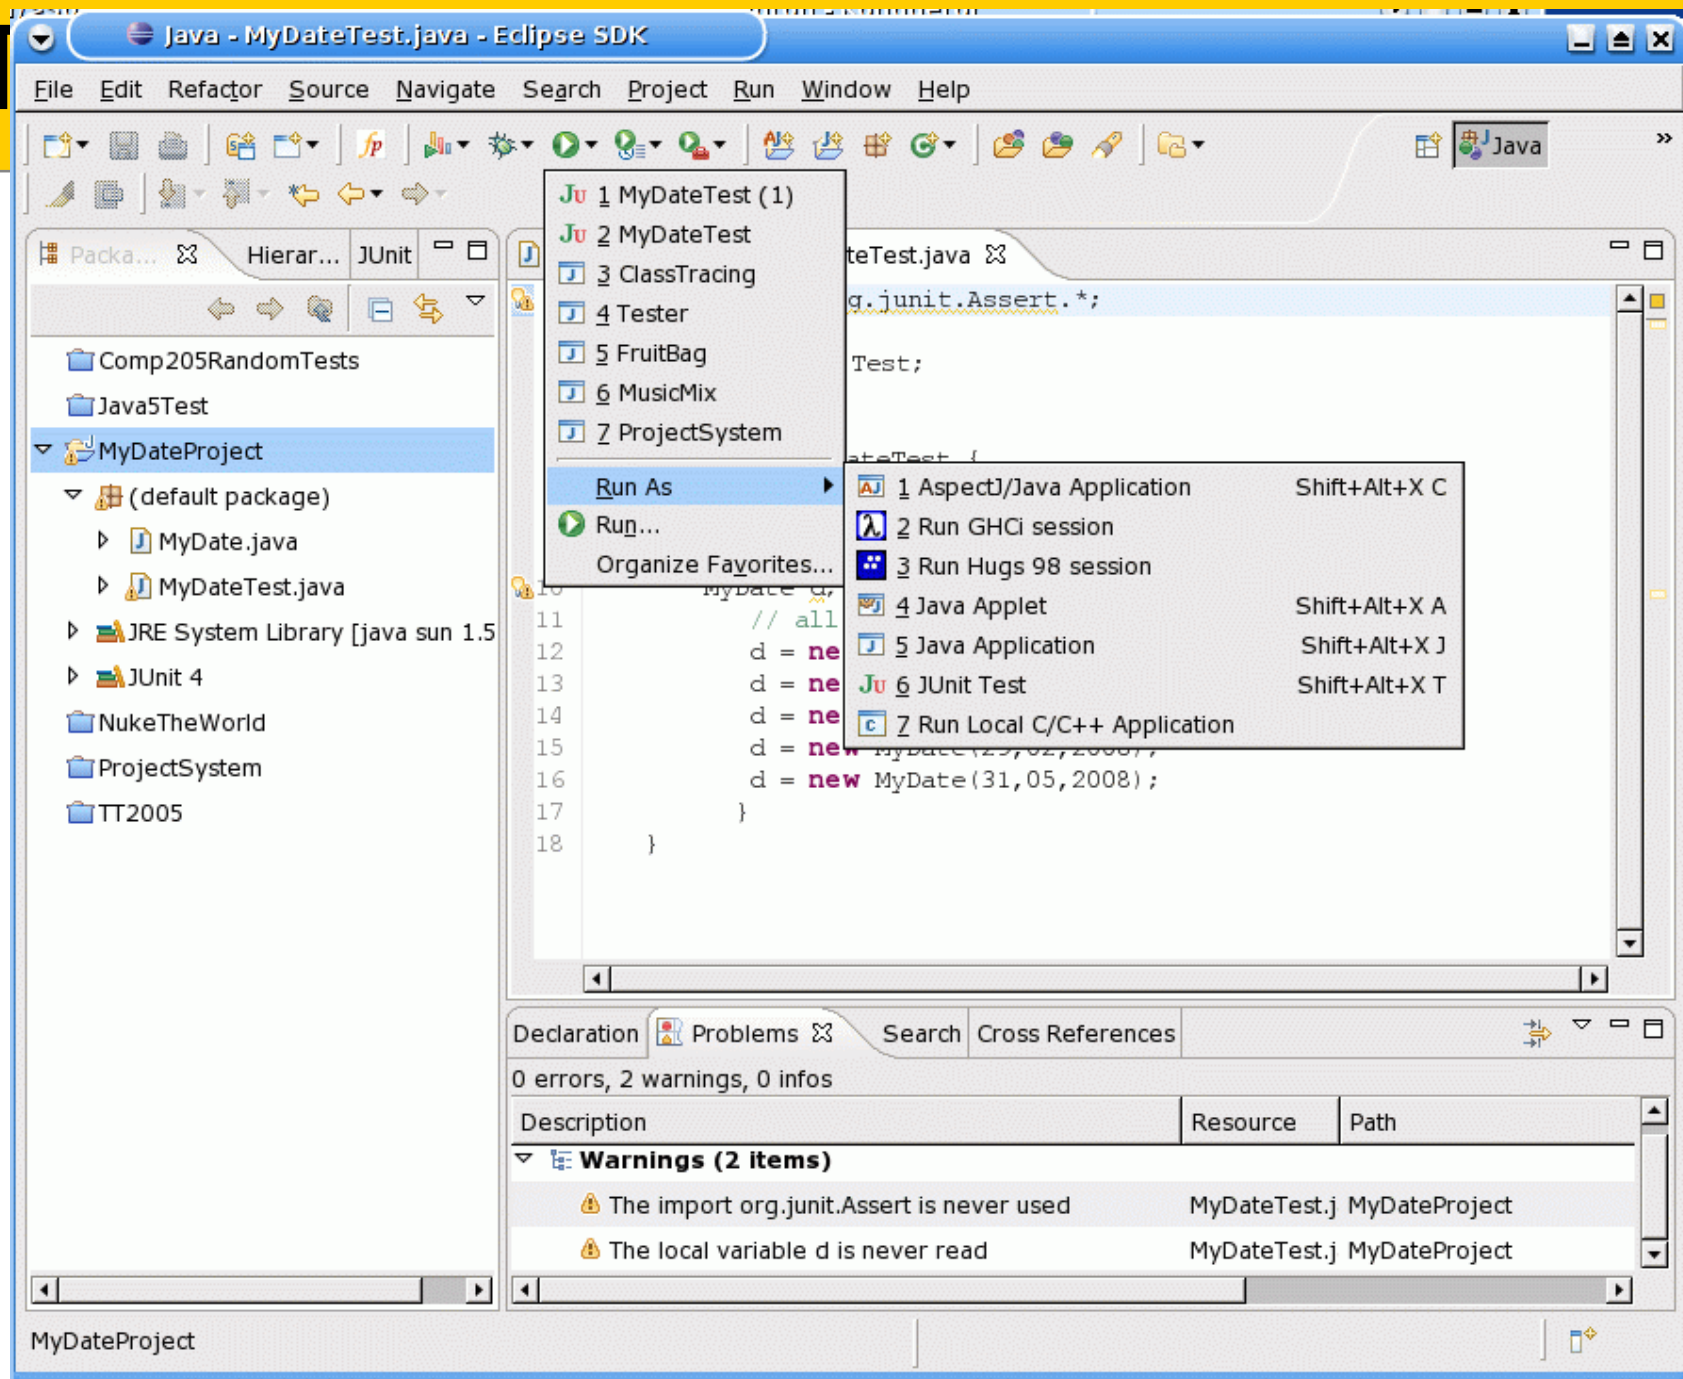 Java - MyDateTest.java - Eclipse SDK
File Edit Refactor Source Navigate Search Project Run Window Help
Java »
1 MyDateTest (1)
2 MyDateTest
3 ClassTracing
4 Tester
5 FruitBag
6 MusicMix
7 ProjectSystem
Run As
Run...
Organize Favorites...
1 AspectJ/Java Application Shift+Alt+X C
2 Run GHCi session
3 Run Hugs 98 session
4 Java Applet Shift+Alt+X A
5 Java Application Shift+Alt+X J
6 JUnit Test Shift+Alt+X T
7 Run Local C/C++ Application
Packa... Hierar... JUnit
Comp205RandomTests
Java5Test
MyDateProject
(default package)
MyDate.java
MyDateTest.java
JRE System Library [java sun 1.5
JUnit 4
NukeTheWorld
ProjectSystem
TT2005
teTest.java
g.junit.Assert.*;
Test;
ateTest {
10 MyDate d;
11 // all
12 d = ne
13 d = ne
14 d = ne
15 d = new MyDate(29,02,2008);
16 d = new MyDate(31,05,2008);
17 }
18 }
Declaration Problems Search Cross References
0 errors, 2 warnings, 0 infos
Description Resource Path
Warnings (2 items)
The import org.junit.Assert is never used MyDateTest.j MyDateProject
The local variable d is never read MyDateTest.j MyDateProject
MyDateProject